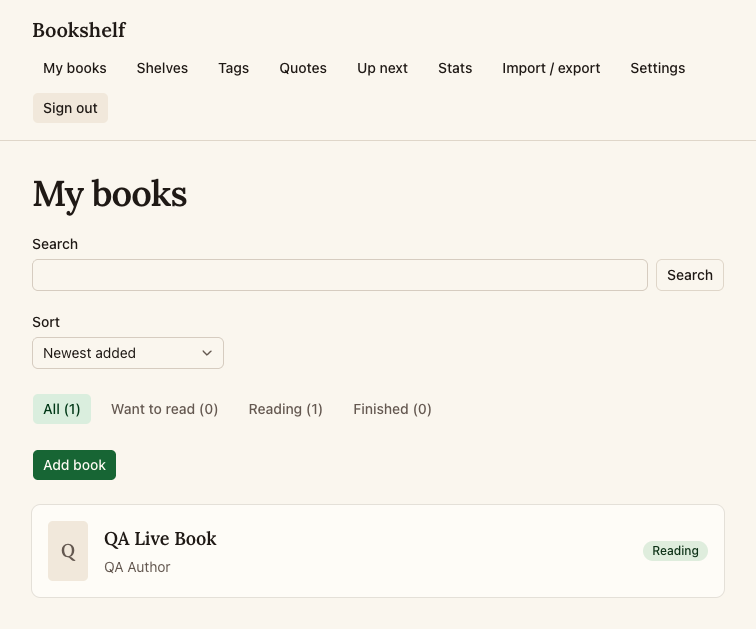 Bookshelf
My books Shelves Tags Quotes Up next Stats Import / export Settings
Sign out
My books
Search
Search
Sort
Newest added
All (1) Want to read (0) Reading (1) Finished (0)
Add book
Q
QA Live Book
QA Author
Reading